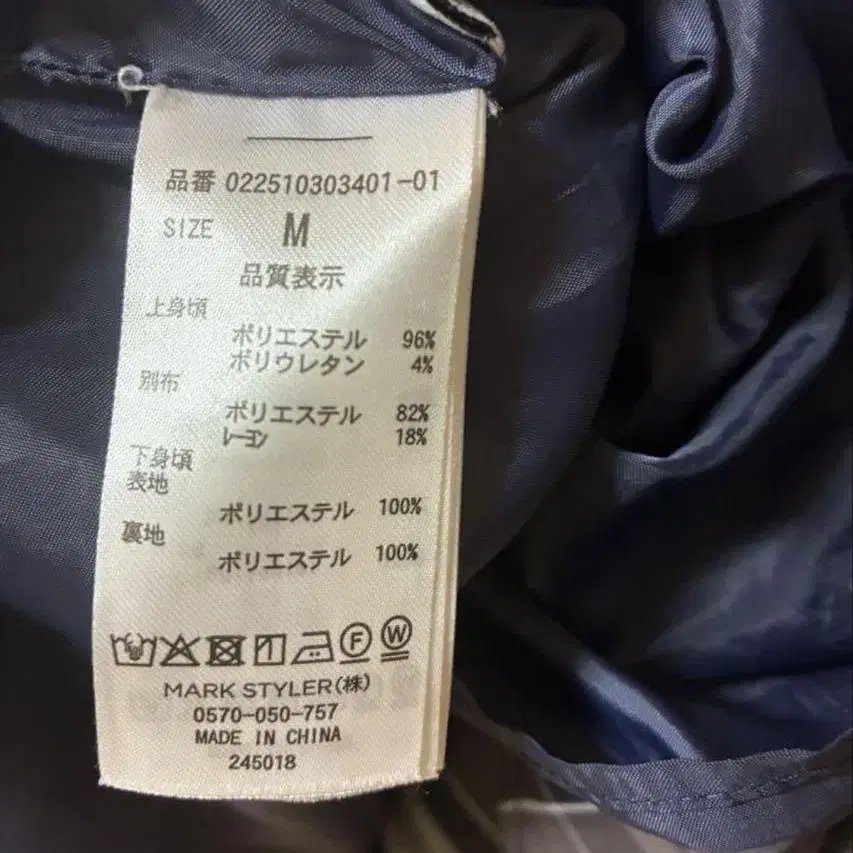 品番 022510303401-01
SIZE M
品質表示
上身頃
ポリエステル 96%
ポリウレタン 4%
別布
ポリエステル 82%
レーヨン 18%
下身頃
表地
ポリエステル 100%
裏地
ポリエステル 100%
F W
MARK STYLER(株)
0570-050-757
MADE IN CHINA
245018